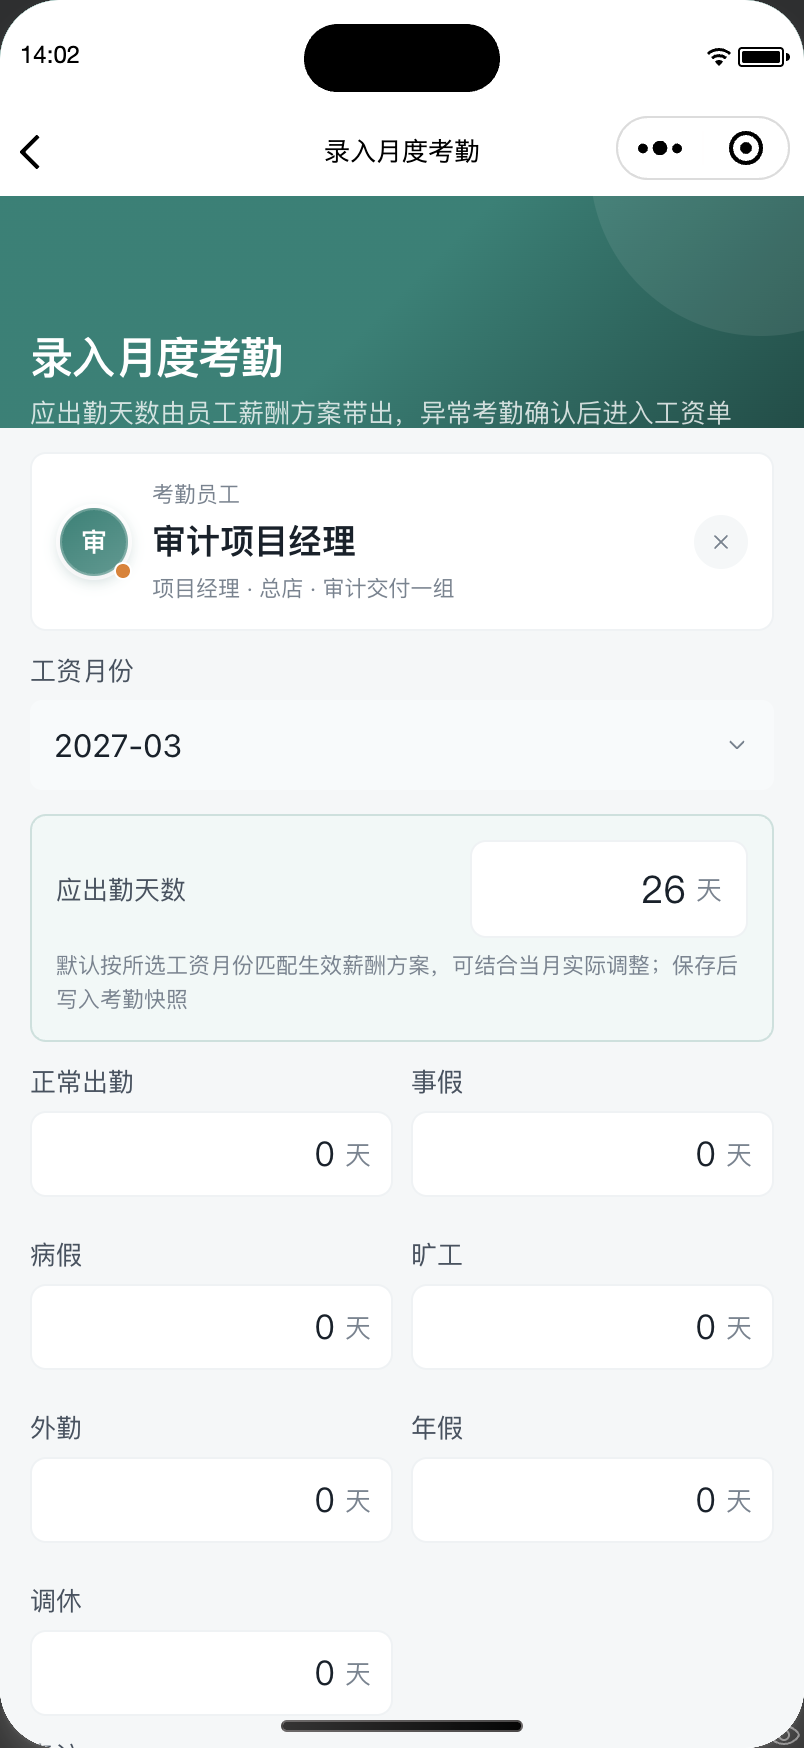 14:02
录入月度考勤
录入月度考勤
应出勤天数由员工薪酬方案带出，异常考勤确认后进入工资单
考勤员工
审
审计项目经理
项目经理 · 总店 · 审计交付一组
工资月份
2027-03
应出勤天数
26 天
默认按所选工资月份匹配生效薪酬方案，可结合当月实际调整；保存后
写入考勤快照
正常出勤
事假
0 天
0 天
病假
旷工
0 天
0 天
外勤
年假
0 天
0 天
调休
0 天